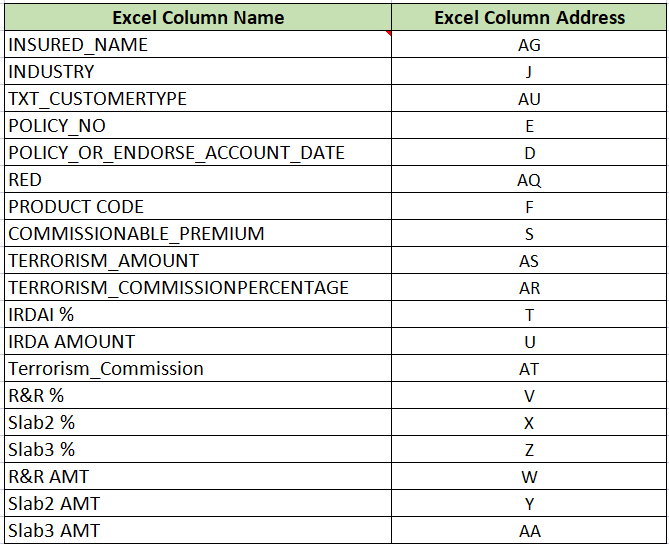 Excel Column Name Excel Column Address
INSURED_NAME AG
INDUSTRY J
TXT_CUSTOMERTYPE AU
POLICY_NO E
POLICY_OR_ENDORSE_ACCOUNT_DATE D
RED AQ
PRODUCT CODE F
COMMISSIONABLE_PREMIUM S
TERRORISM_AMOUNT AS
TERRORISM_COMMISSIONPERCENTAGE AR
IRDAI % T
IRDA AMOUNT U
Terrorism_Commission AT
R&R % V
Slab2 % X
Slab3 % Z
R&R AMT W
Slab2 AMT Y
Slab3 AMT AA